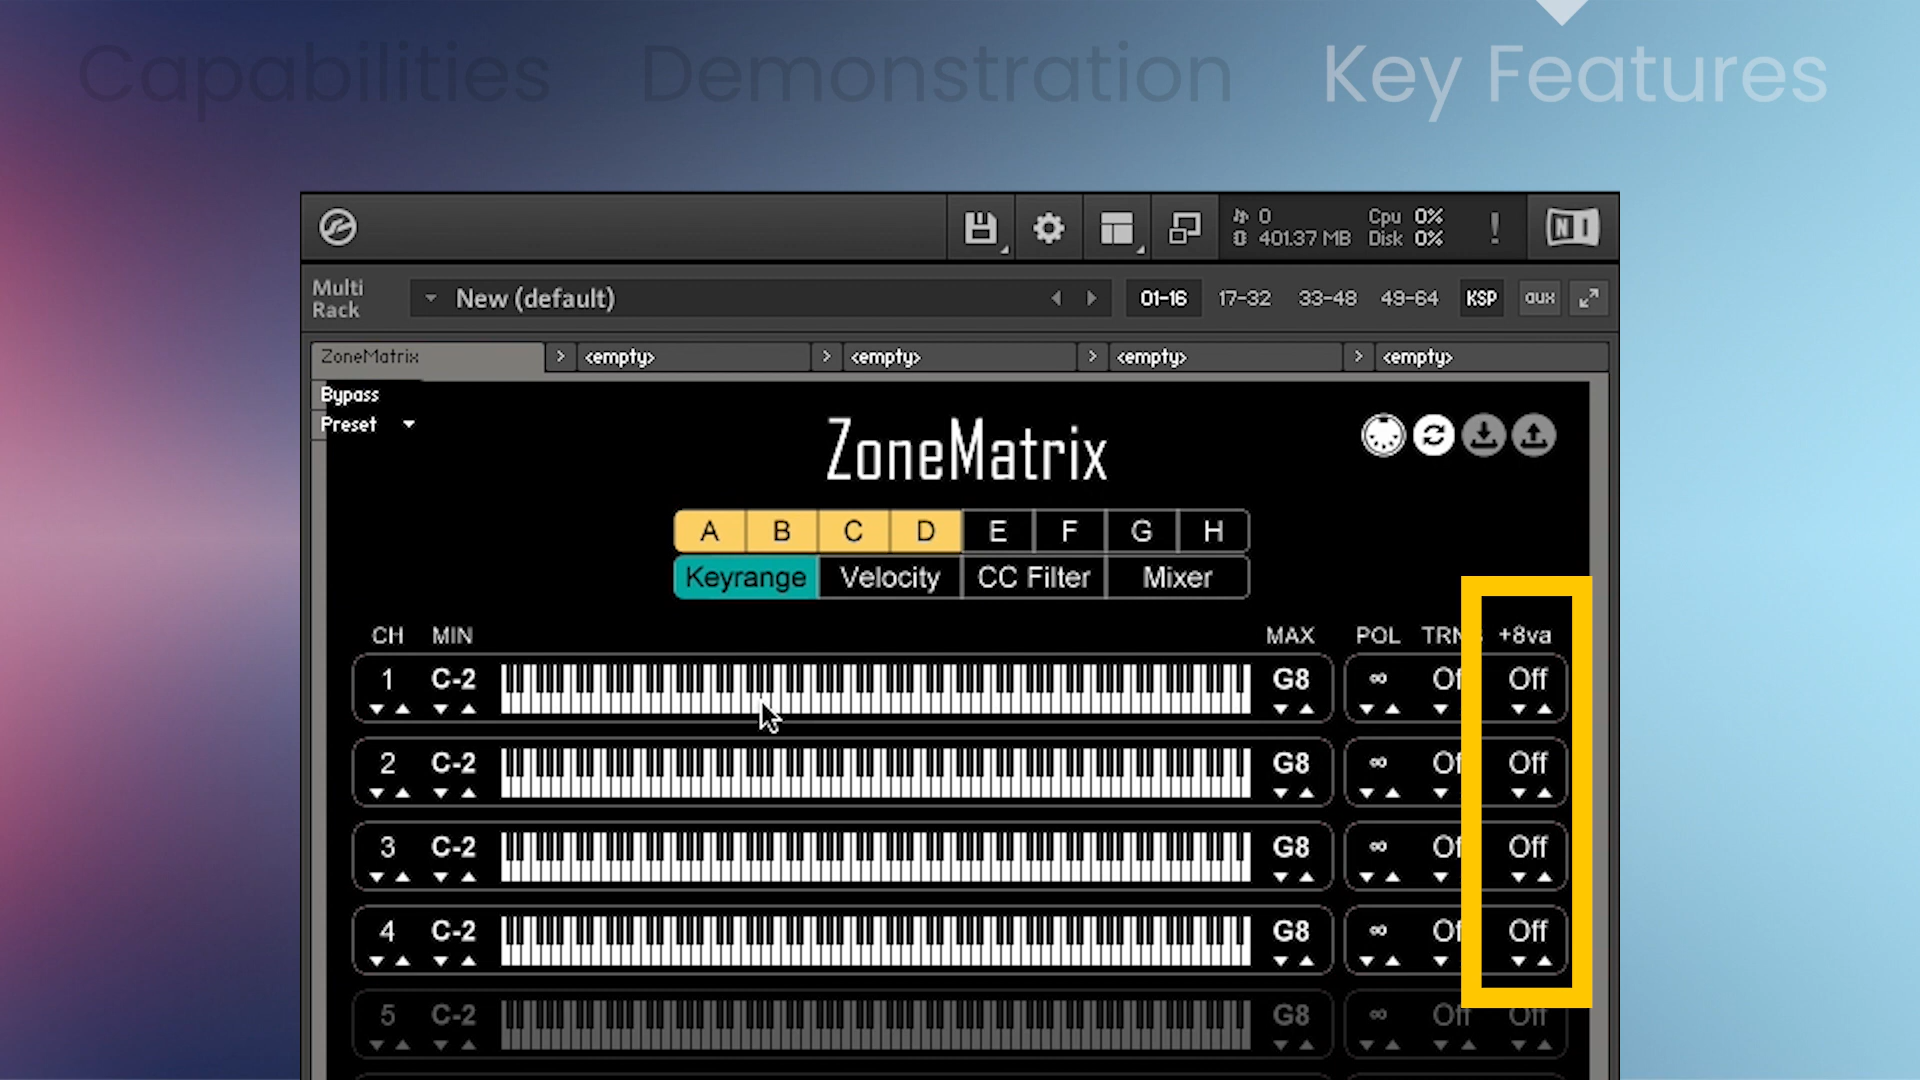 Capabilities Demonstration Key Features
0 Cpu 0%
401.37 MB Disk 0% ! NI
Multi Rack New (default) 01-16 17-32 33-48 49-64 KSP aux
ZoneMatrix > <empty> > <empty> > <empty> > <empty>
Bypass
Preset
ZoneMatrix
A B C D E F G H
Keyrange Velocity CC Filter Mixer
CH MIN MAX POL +8va
1 C-2 G8 ∞ Off
2 C-2 G8 ∞ Off
3 C-2 G8 ∞ Off
4 C-2 G8 ∞ Off
5 C-2 G8 ∞ Off Off